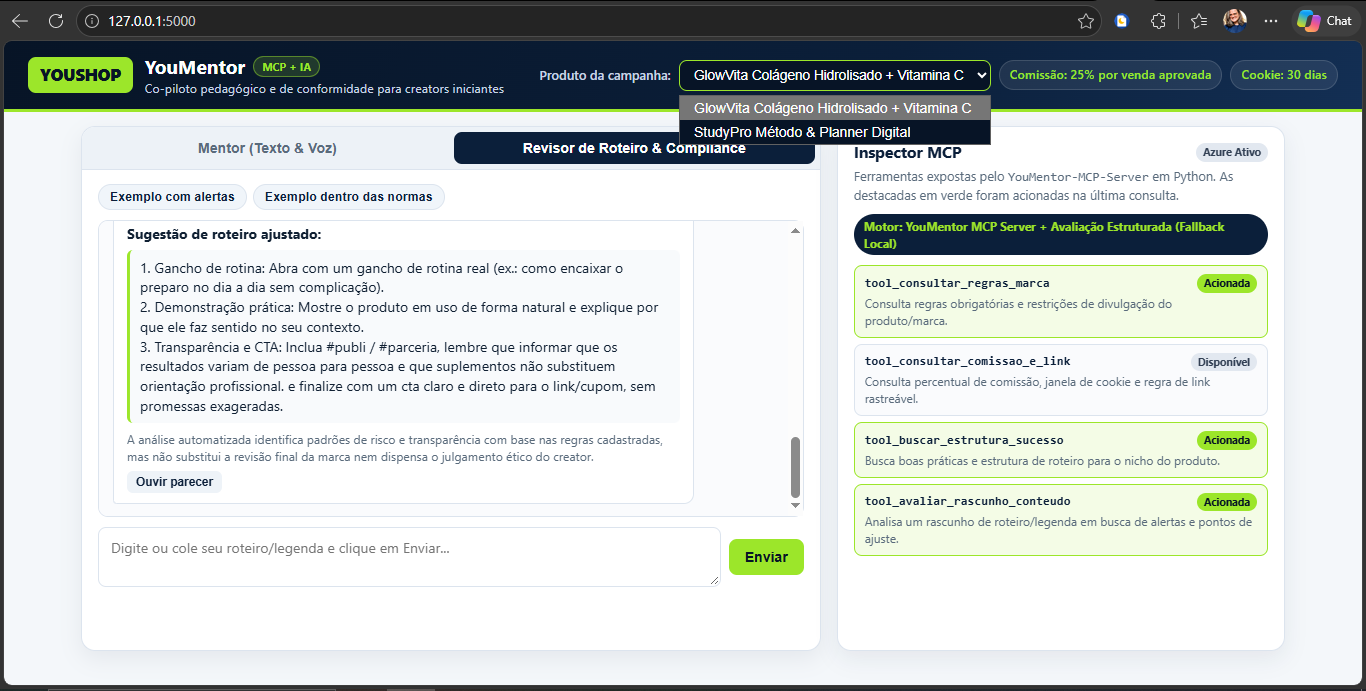 127.0.0.1:5000
Chat
YOUSHOP
YouMentor
MCP + IA
Co-piloto pedagógico e de conformidade para creators iniciantes
Produto da campanha:
GlowVita Colágeno Hidrolisado + Vitamina C
Comissão: 25% por venda aprovada
Cookie: 30 dias
GlowVita Colágeno Hidrolisado + Vitamina C
StudyPro Método & Planner Digital
Mentor (Texto & Voz)
Revisor de Roteiro & Compliance
Exemplo com alertas
Exemplo dentro das normas
Sugestão de roteiro ajustado:
1. Gancho de rotina: Abra com um gancho de rotina real (ex.: como encaixar o
preparo no dia a dia sem complicação).
2. Demonstração prática: Mostre o produto em uso de forma natural e explique por
que ele faz sentido no seu contexto.
3. Transparência e CTA: Inclua #publi / #parceria, lembre que informar que os
resultados variam de pessoa para pessoa e que suplementos não substituem
orientação profissional. e finalize com um cta claro e direto para o link/cupom, sem
promessas exageradas.
A análise automatizada identifica padrões de risco e transparência com base nas regras cadastradas,
mas não substitui a revisão final da marca nem dispensa o julgamento ético do creator.
Ouvir parecer
Digite ou cole seu roteiro/legenda e clique em Enviar...
Enviar
Inspector MCP
Azure Ativo
Ferramentas expostas pelo YouMentor-MCP-Server em Python. As
destacadas em verde foram acionadas na última consulta.
Motor: YouMentor MCP Server + Avaliação Estruturada (Fallback
Local)
tool_consultar_regras_marca
Acionada
Consulta regras obrigatórias e restrições de divulgação do
produto/marca.
tool_consultar_comissao_e_link
Disponível
Consulta percentual de comissão, janela de cookie e regra de link
rastreável.
tool_buscar_estrutura_sucesso
Acionada
Busca boas práticas e estrutura de roteiro para o nicho do produto.
tool_avaliar_rascunho_conteudo
Acionada
Analisa um rascunho de roteiro/legenda em busca de alertas e pontos de
ajuste.